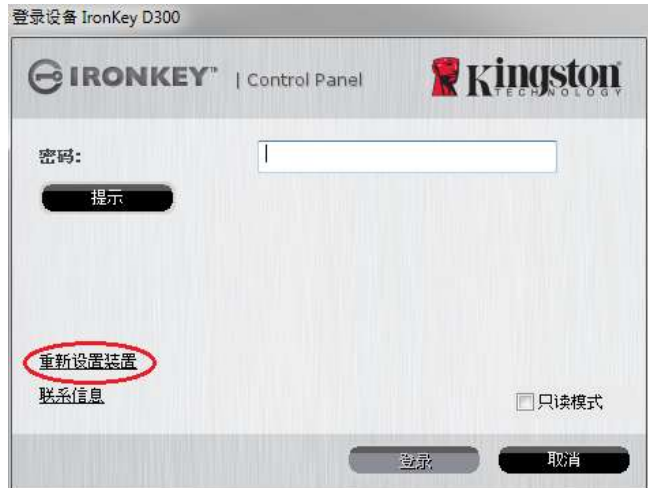 登录设备 IronKey D300
IRONKEY™ | Control Panel
Kingston
TECHNOLOGY
密码:
提示
重新设置装置
联系信息
只读模式
登录
取消